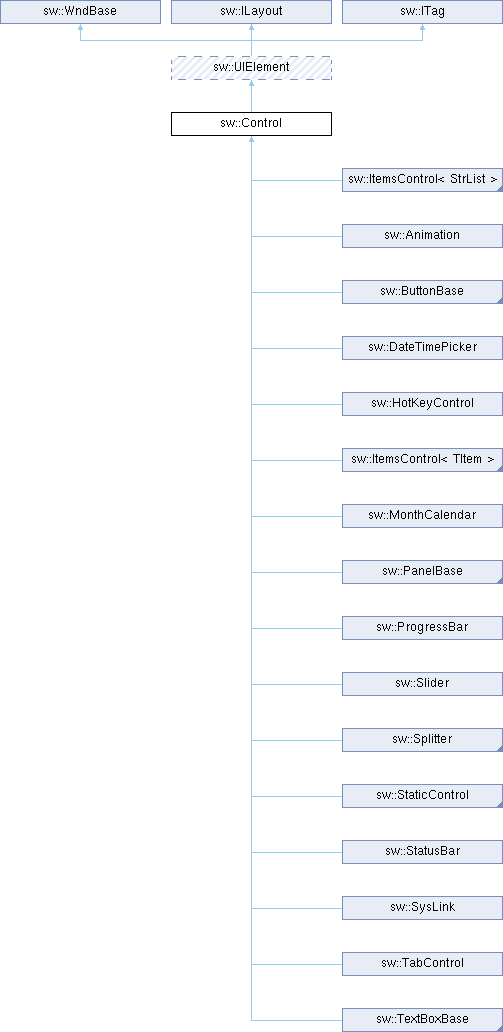 sw::WndBase
sw::ILayout
sw::ITag
sw::UIElement
sw::Control
sw::ItemsControl< StrList >
sw::Animation
sw::ButtonBase
sw::DateTimePicker
sw::HotKeyControl
sw::ItemsControl< TItem >
sw::MonthCalendar
sw::PanelBase
sw::ProgressBar
sw::Slider
sw::Splitter
sw::StaticControl
sw::StatusBar
sw::SysLink
sw::TabControl
sw::TextBoxBase